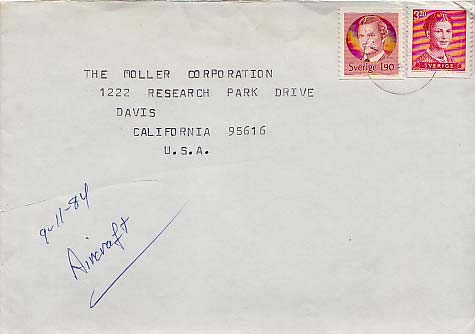 Sverige 1.90
3.20
SVERIGE
THE MOLLER CORPORATION
1222 RESEARCH PARK DRIVE
DAVIS
CALIFORNIA 95616
U.S.A.
9-11-84
Aircraft